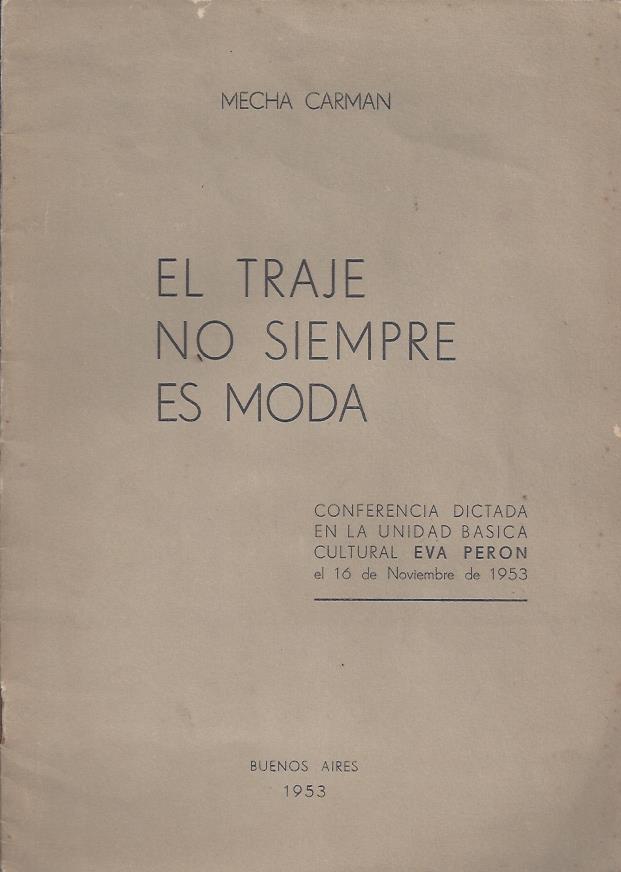 MECHA CARMAN
EL TRAJE
NO SIEMPRE
ES MODA
CONFERENCIA DICTADA
EN LA UNIDAD BASICA
CULTURAL EVA PERON
el 16 de Noviembre de 1953
BUENOS AIRES
1953